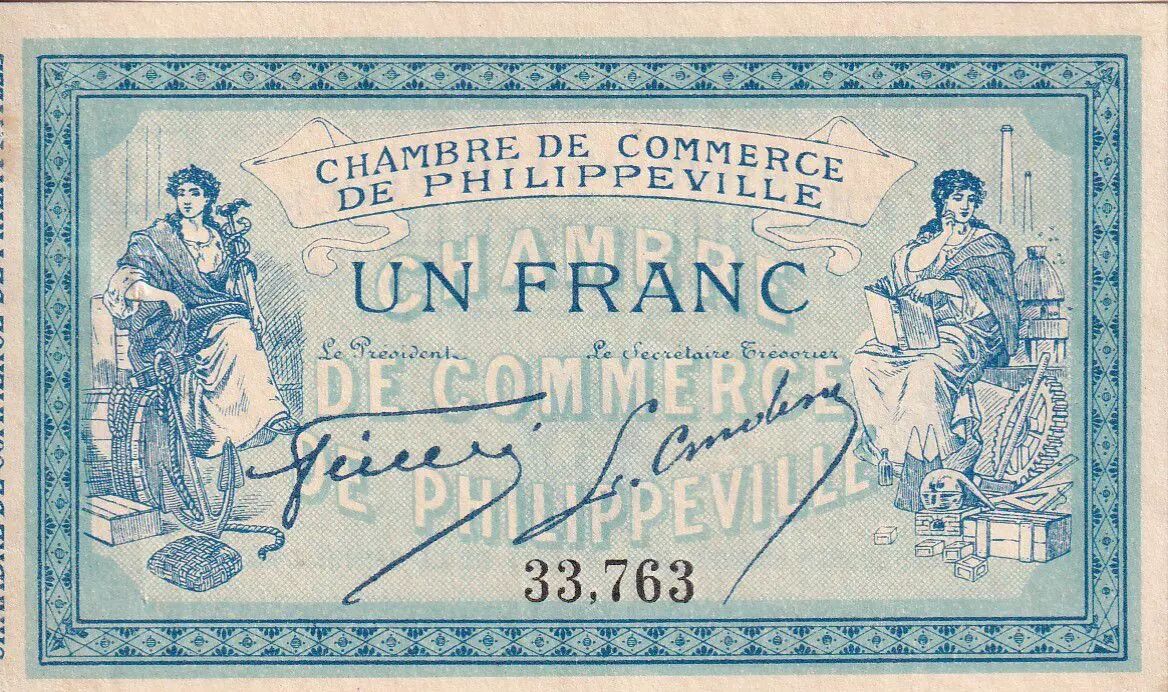 CHAMBRE DE COMMERCE
DE PHILIPPEVILLE
UN FRANC
Le Président
Le Secrétaire Trésorier
CHAMBRE
DE COMMERCE
DE PHILIPPEVILLE
33,763